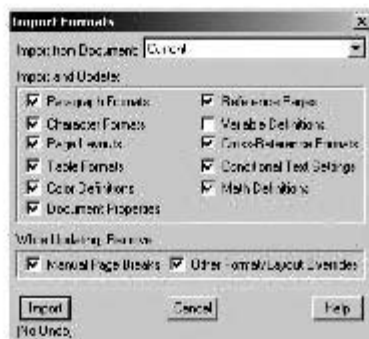 Import Formats
Import from Document: Current
Import and Update:
Paragraph Formats
Reference Pages
Character Formats
Variable Definitions
Page Layouts
Cross-Reference Formats
Table Formats
Conditional Text Settings
Color Definitions
Math Definitions
Document Properties
While Updating, Remove:
Manual Page Breaks
Other Format/Layout Overrides
Import
Cancel
Help
(No Undo)